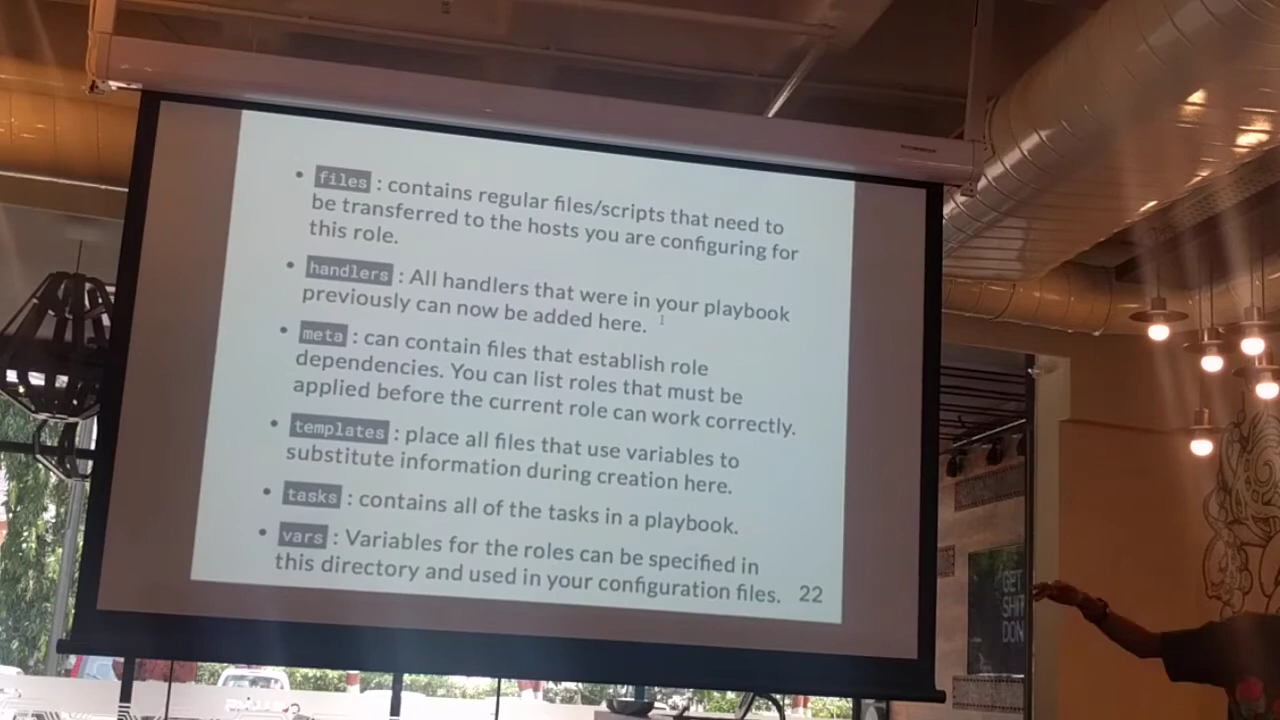 • files : contains regular files/scripts that need to
be transferred to the hosts you are configuring for
this role.
• handlers : All handlers that were in your playbook
previously can now be added here.
• meta : can contain files that establish role
dependencies. You can list roles that must be
applied before the current role can work correctly.
• templates : place all files that use variables to
substitute information during creation here.
• tasks : contains all of the tasks in a playbook.
• vars : Variables for the roles can be specified in
this directory and used in your configuration files.
22
GET
SHIT
DON